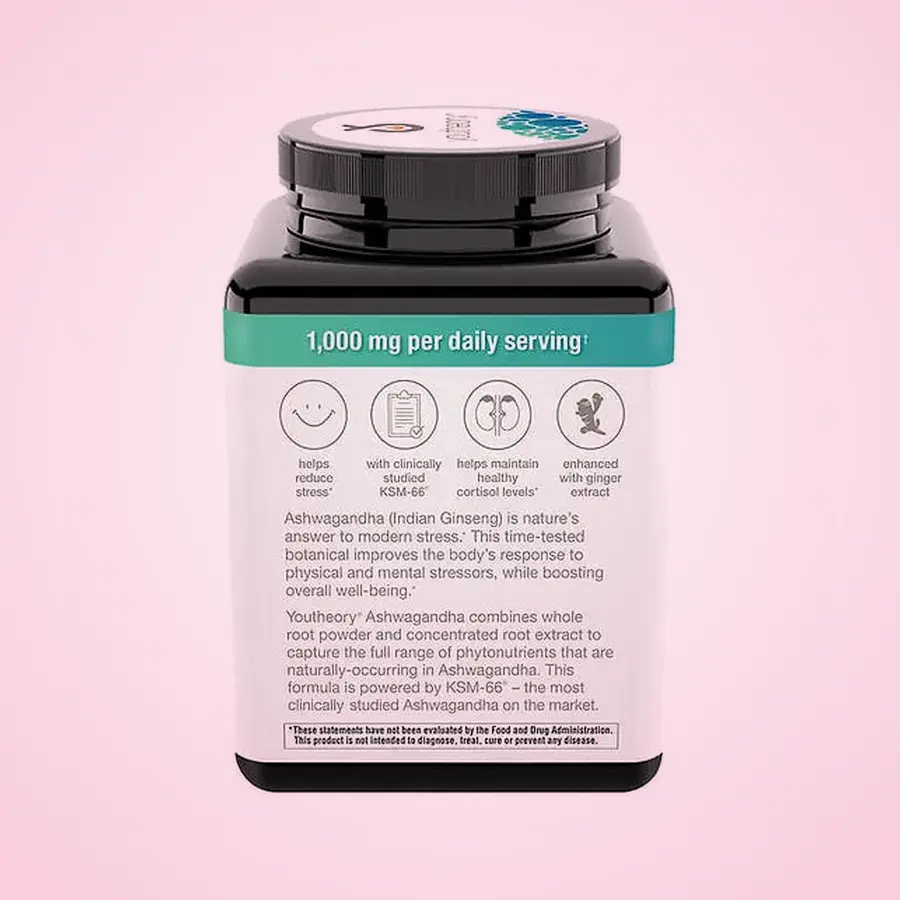 1,000 mg per daily serving†
helps
reduce
stress*
with clinically
studied
KSM-66®
helps maintain
healthy
cortisol levels*
enhanced
with ginger
extract
Ashwagandha (Indian Ginseng) is nature's
answer to modern stress.* This time-tested
botanical improves the body's response to
physical and mental stressors, while boosting
overall well-being.*
Youtheory® Ashwagandha combines whole
root powder and concentrated root extract to
capture the full range of phytonutrients that are
naturally-occurring in Ashwagandha. This
formula is powered by KSM-66® – the most
clinically studied Ashwagandha on the market.
*These statements have not been evaluated by the Food and Drug Administration.
This product is not intended to diagnose, treat, cure or prevent any disease.